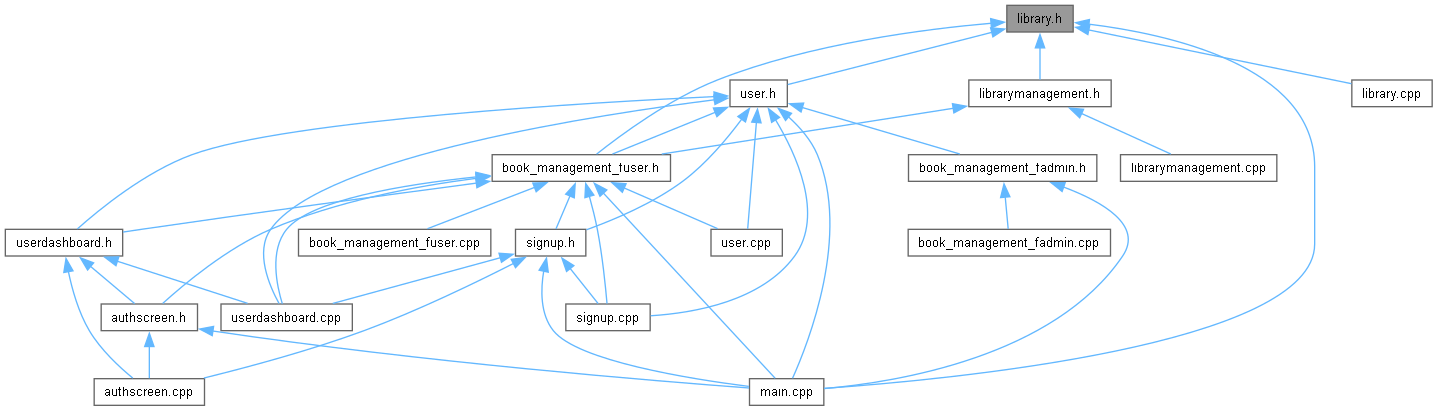 library.h
user.h
librarymanagement.h
library.cpp
book_management_fuser.h
book_management_fadmin.h
librarymanagement.cpp
userdashboard.h
book_management_fuser.cpp
signup.h
user.cpp
book_management_fadmin.cpp
authscreen.h
userdashboard.cpp
signup.cpp
authscreen.cpp
main.cpp